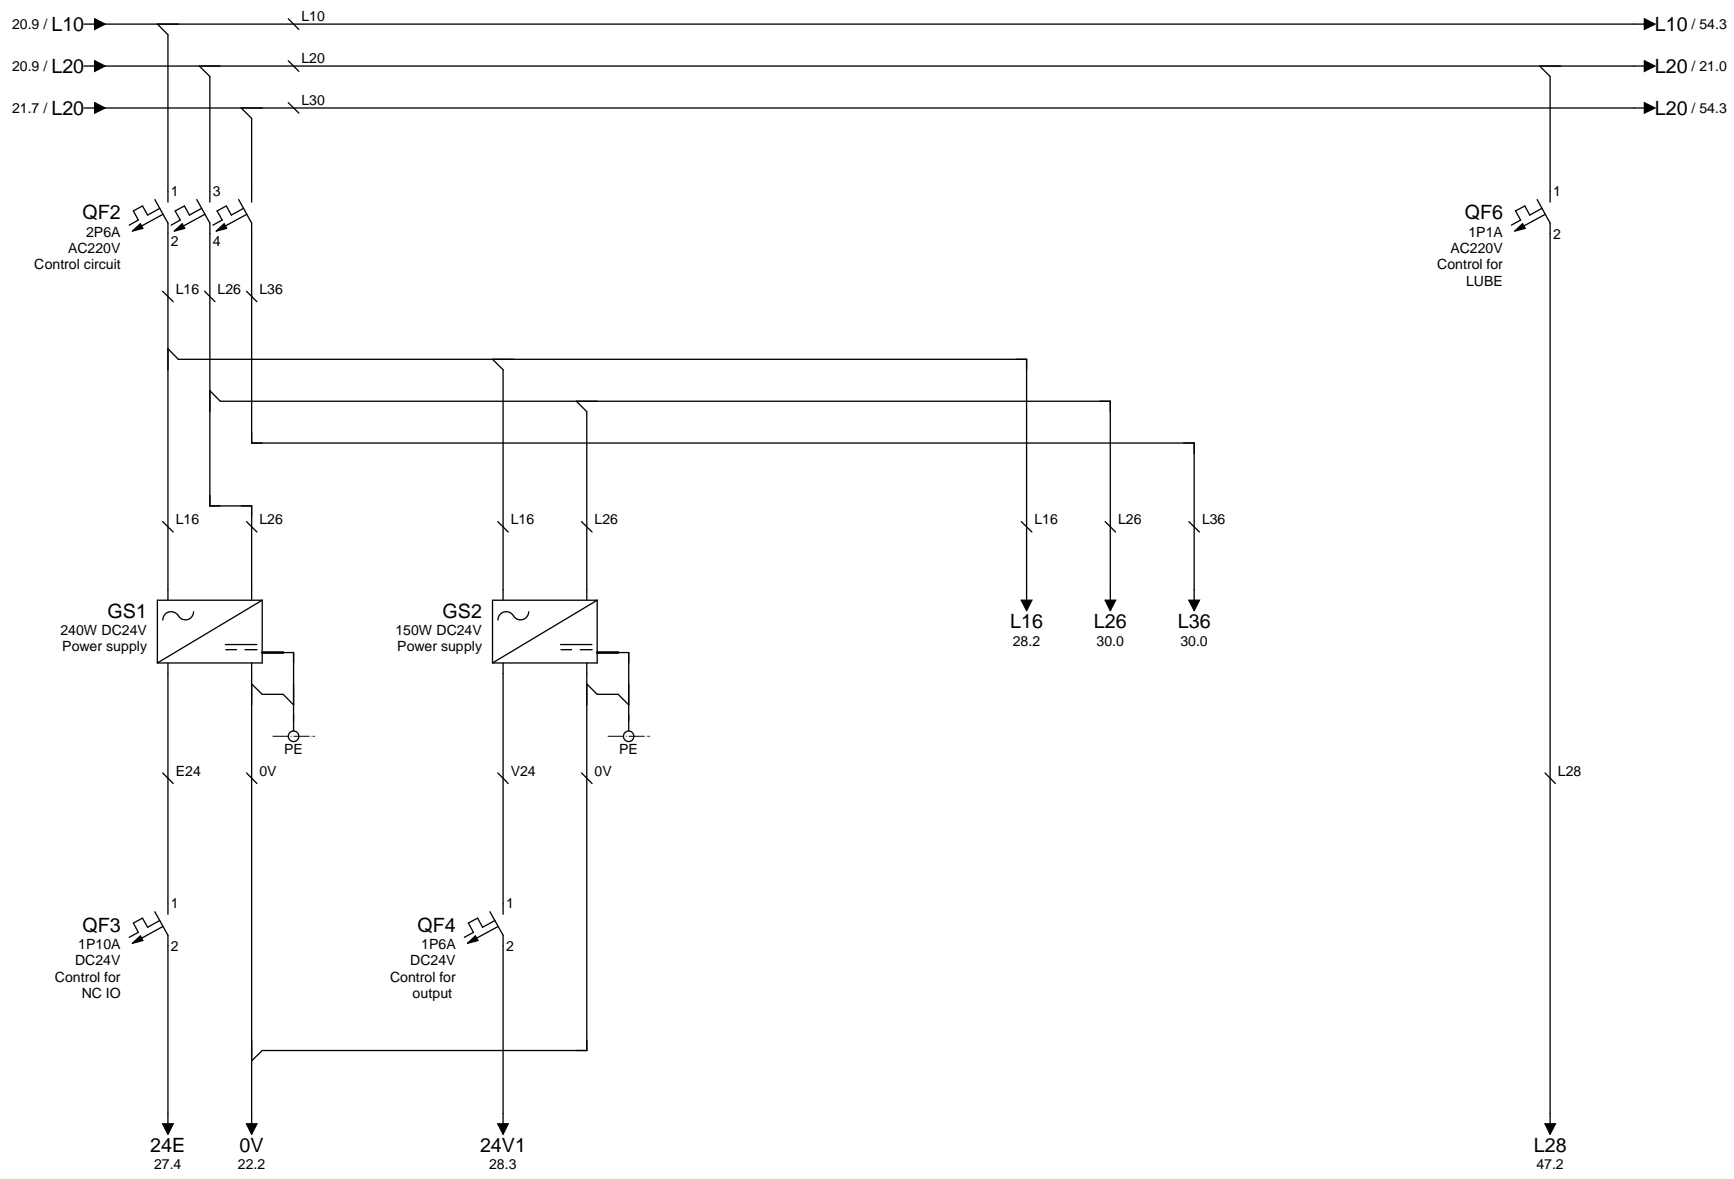 20.9 / L10
L10
L10 / 54.3
20.9 / L20
L20
L20 / 21.0
21.7 / L20
L30
L20 / 54.3
1
3
QF2
2P6A
AC220V
Control circuit
2
4
1
QF6
1P1A
AC220V
Control for
LUBE
2
L16
L26
L36
L16
L26
L16
L26
L16
L26
L36
GS1
240W DC24V
Power supply
GS2
150W DC24V
Power supply
L16
28.2
L26
30.0
L36
30.0
PE
PE
E24
0V
V24
0V
L28
1
QF3
1P10A
DC24V
Control for
NC IO
2
1
QF4
1P6A
DC24V
Control for
output
2
24E
27.4
0V
22.2
24V1
28.3
L28
47.2